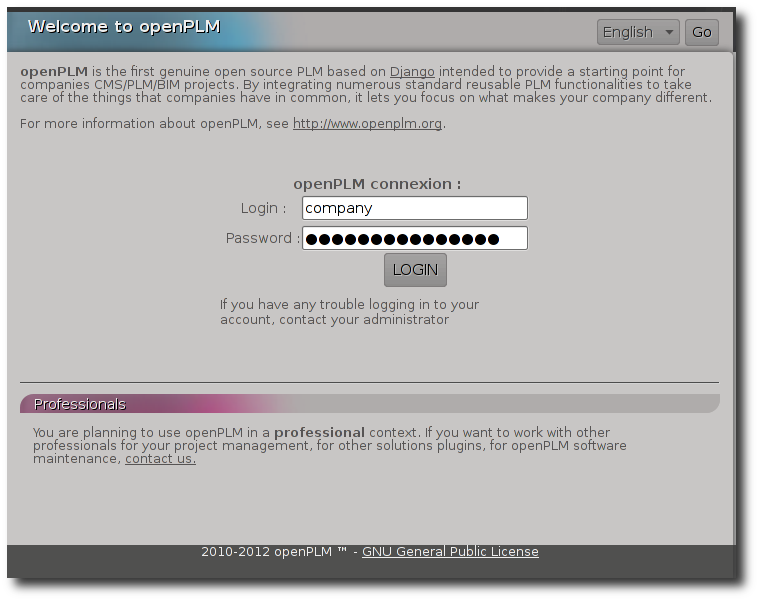 Welcome to openPLM
English
Go
openPLM is the first genuine open source PLM based on Django intended to provide a starting point for
companies CMS/PLM/BIM projects. By integrating numerous standard reusable PLM functionalities to take
care of the things that companies have in common, it lets you focus on what makes your company different.
For more information about openPLM, see http://www.openplm.org.
openPLM connexion :
Login : company
Password : ●●●●●●●●●●●●●●●
LOGIN
If you have any trouble logging in to your
account, contact your administrator
Professionals
You are planning to use openPLM in a professional context. If you want to work with other
professionals for your project management, for other solutions plugins, for openPLM software
maintenance, contact us.
2010-2012 openPLM ™ - GNU General Public License